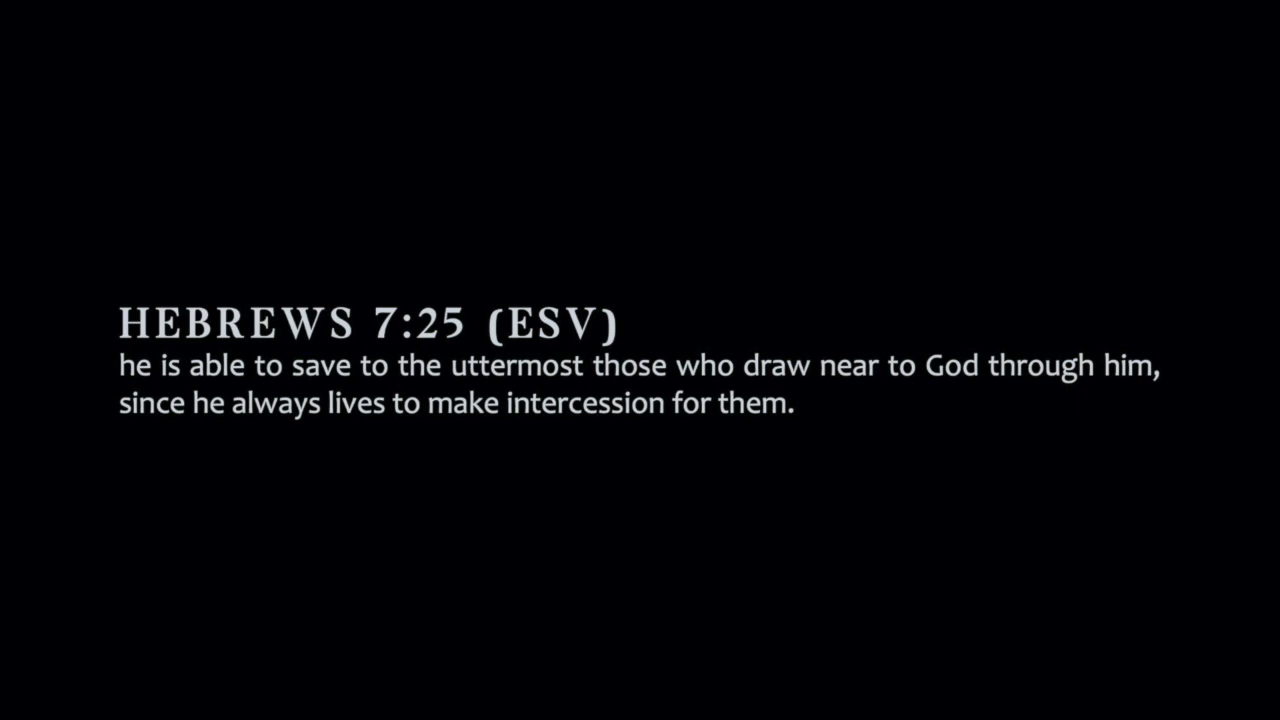 HEBREWS 7:25 (ESV)
he is able to save to the uttermost those who draw near to God through him,
since he always lives to make intercession for them.